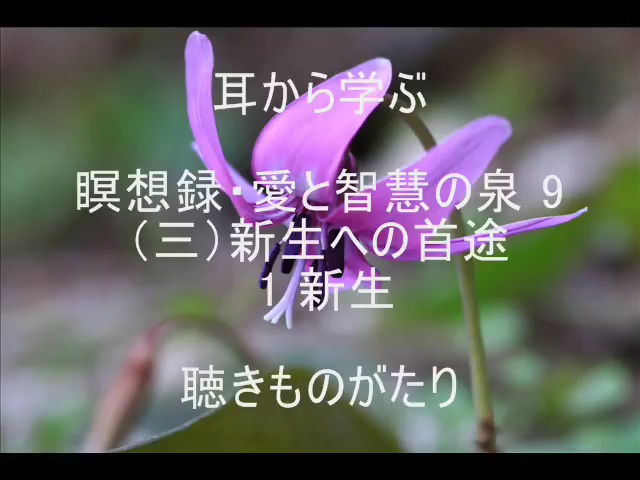 耳から学ぶ
瞑想録・愛と智慧の泉 9
（三）新生への首途
1 新生
聴きものがたり